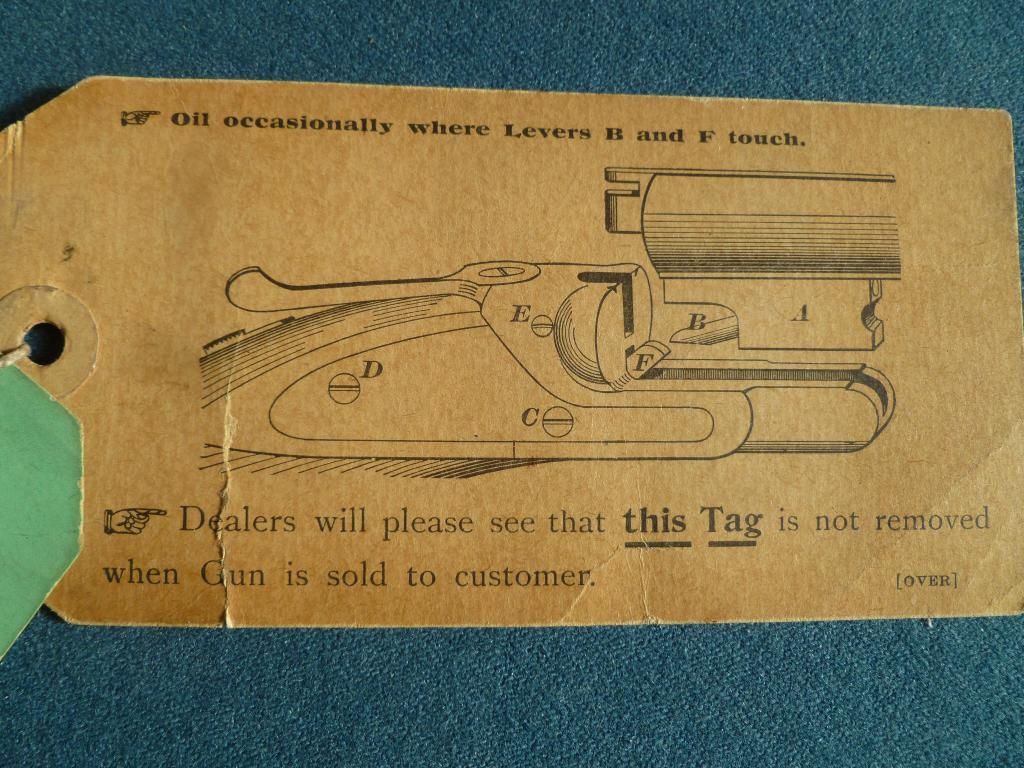 Oil occasionally where Levers B and F touch.
E
B
A
F
D
C
Dealers will please see that this Tag is not removed
when Gun is sold to customer.
[OVER]